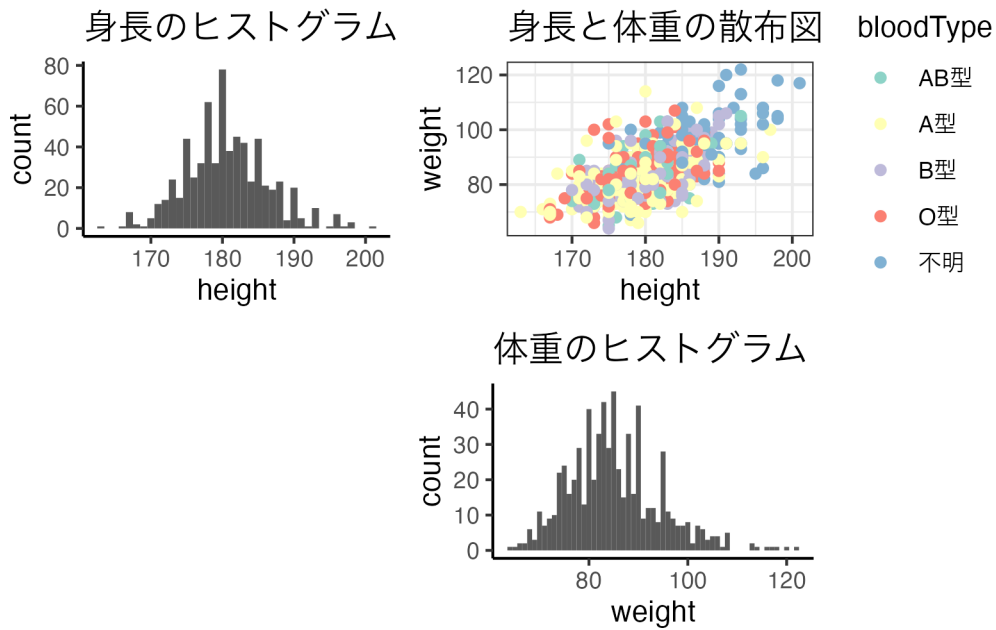 身長のヒストグラム
80
60
40
20
0
count
170 180 190 200
height
身長と体重の散布図
120
100
80
weight
170 180 190 200
height
bloodType
AB型
A型
B型
O型
不明
体重のヒストグラム
40
30
20
10
0
count
80 100 120
weight